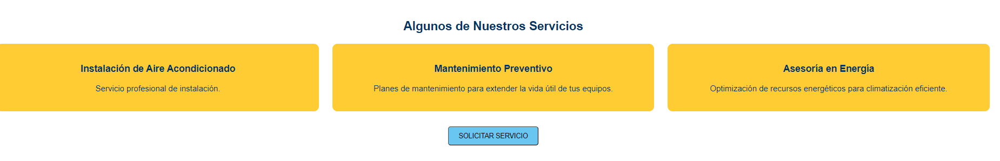 Algunos de Nuestros Servicios
Instalación de Aire Acondicionado
Servicio profesional de instalación.
Mantenimiento Preventivo
Planes de mantenimiento para extender la vida útil de tus equipos.
Asesoría en Energía
Optimización de recursos energéticos para climatización eficiente.
SOLICITAR SERVICIO